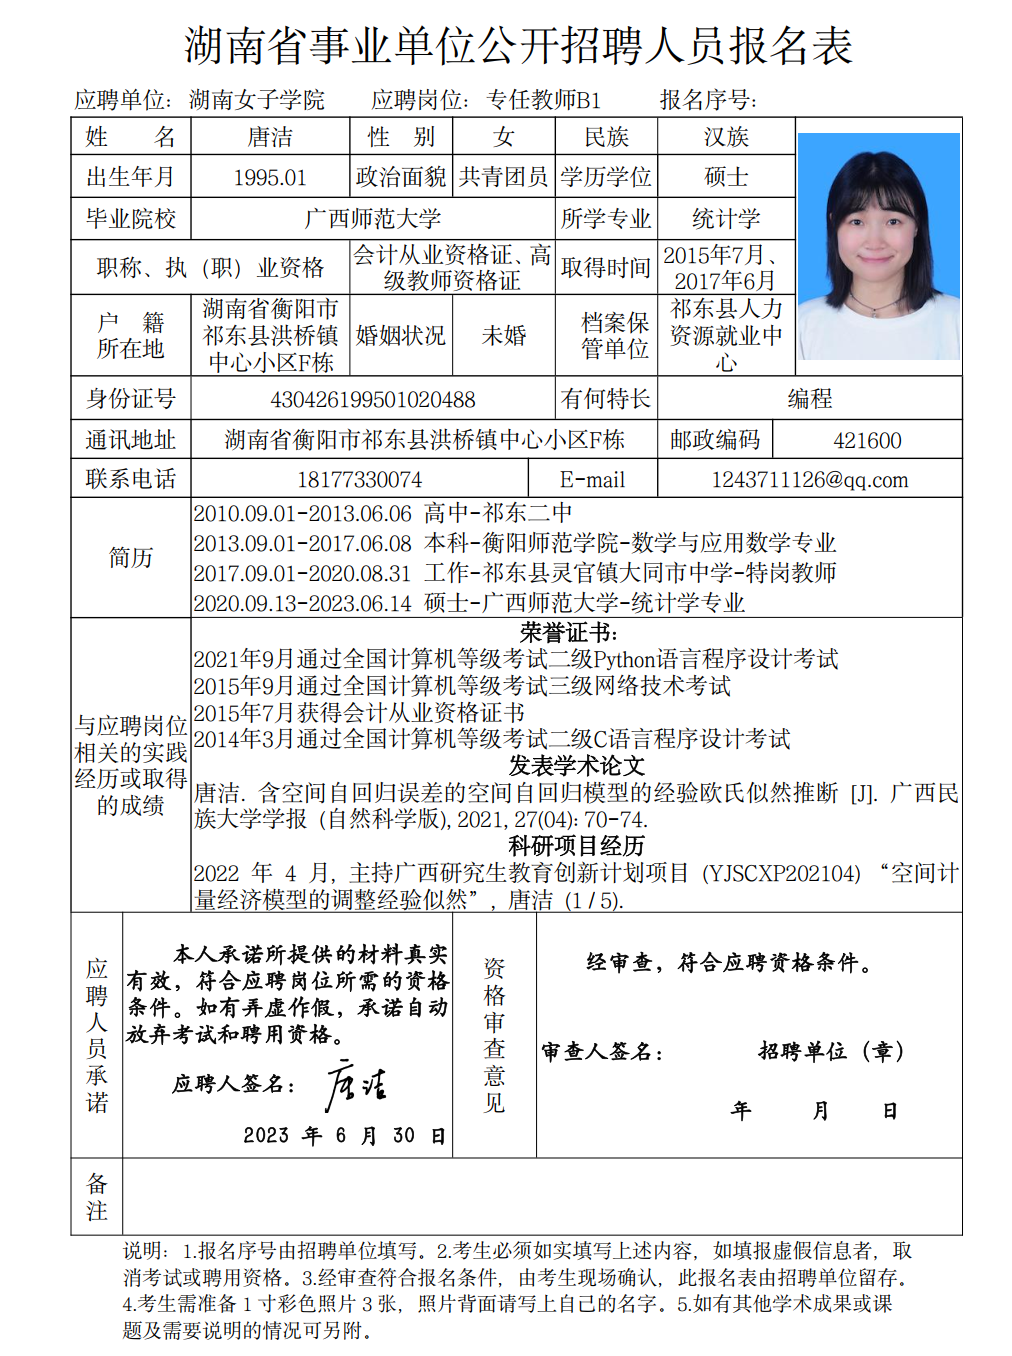 湖南省事业单位公开招聘人员报名表
应聘单位：湖南女子学院 应聘岗位：专任教师B1 报名序号：
姓 名 唐洁 性 别 女 民族 汉族
出生年月 1995.01 政治面貌 共青团员 学历学位 硕士
毕业院校 广西师范大学 所学专业 统计学
职称、执（职）业资格 会计从业资格证、高级教师资格证 取得时间 2015年7月、2017年6月
户 籍
所在地
湖南省衡阳市
祁东县洪桥镇
中心小区F栋
婚姻状况 未婚
档案保
管单位
祁东县人力
资源就业中
心
身份证号 430426199501020488 有何特长 编程
通讯地址 湖南省衡阳市祁东县洪桥镇中心小区F栋 邮政编码 421600
联系电话 18177330074 E-mail 1243711126@qq.com
简历
2010.09.01-2013.06.06 高中-祁东二中
2013.09.01-2017.06.08 本科-衡阳师范学院-数学与应用数学专业
2017.09.01-2020.08.31 工作-祁东县灵官镇大同市中学-特岗教师
2020.09.13-2023.06.14 硕士-广西师范大学-统计学专业
与应聘岗位
相关的实践
经历或取得
的成绩
荣誉证书：
2021年9月通过全国计算机等级考试二级Python语言程序设计考试
2015年9月通过全国计算机等级考试三级网络技术考试
2015年7月获得会计从业资格证书
2014年3月通过全国计算机等级考试二级C语言程序设计考试
发表学术论文
唐洁. 含空间自回归误差的空间自回归模型的经验欧氏似然推断 [J]. 广西民
族大学学报 (自然科学版), 2021, 27(04): 70-74.
科研项目经历
2022 年 4 月, 主持广西研究生教育创新计划项目 (YJSCXP202104) “空间计
量经济模型的调整经验似然”, 唐洁 (1 / 5).
应聘人员承诺
本人承诺所提供的材料真实
有效，符合应聘岗位所需的资格
条件。如有弄虚作假，承诺自动
放弃考试和聘用资格。
应聘人签名： 唐洁
2023 年 6 月 30 日
资格审查意见
经审查，符合应聘资格条件。
审查人签名： 招聘单位（章）
年 月 日
备注
说明：1.报名序号由招聘单位填写。2.考生必须如实填写上述内容，如填报虚假信息者，取
消考试或聘用资格。3.经审查符合报名条件，由考生现场确认，此报名表由招聘单位留存。
4.考生需准备 1 寸彩色照片 3 张，照片背面请写上自己的名字。5.如有其他学术成果或课
题及需要说明的情况可另附。